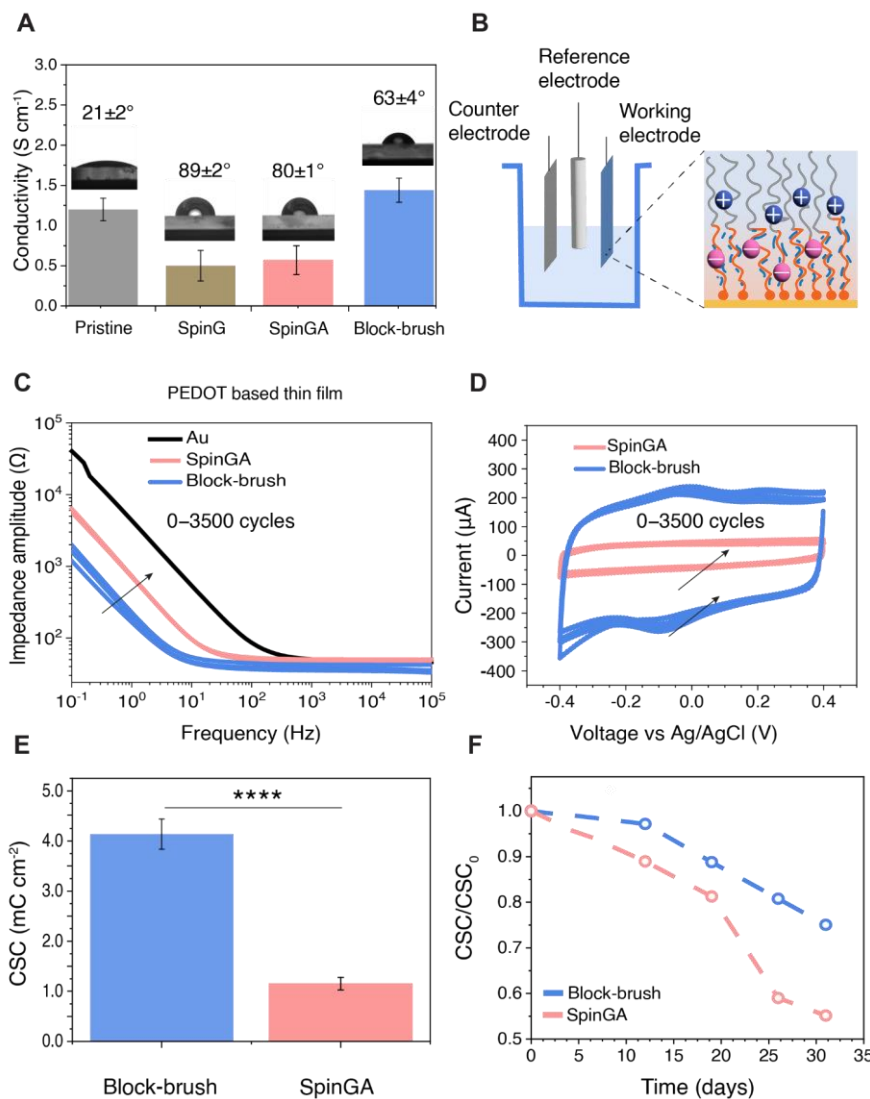 A
3.0
2.5
2.0
1.5
1.0
0.5
0.0
Conductivity (S cm⁻¹)
21±2°
89±2°
80±1°
63±4°
Pristine
SpinG
SpinGA
Block-brush
B
Reference
electrode
Counter
electrode
Working
electrode
+ + + +
− − − −
C
PEDOT based thin film
10⁵
10⁴
10³
10²
Impedance amplitude (Ω)
Au
SpinGA
Block-brush
0–3500 cycles
10⁻¹ 10⁰ 10¹ 10² 10³ 10⁴ 10⁵
Frequency (Hz)
D
400
300
200
100
0
-100
-200
-300
-400
Current (µA)
SpinGA
Block-brush
0–3500 cycles
-0.4 -0.2 0.0 0.2 0.4
Voltage vs Ag/AgCl (V)
E
5.0
4.0
3.0
2.0
1.0
0.0
CSC (mC cm⁻²)
****
Block-brush
SpinGA
F
1.0
0.9
0.8
0.7
0.6
0.5
CSC/CSC₀
Block-brush
SpinGA
0 5 10 15 20 25 30 35
Time (days)